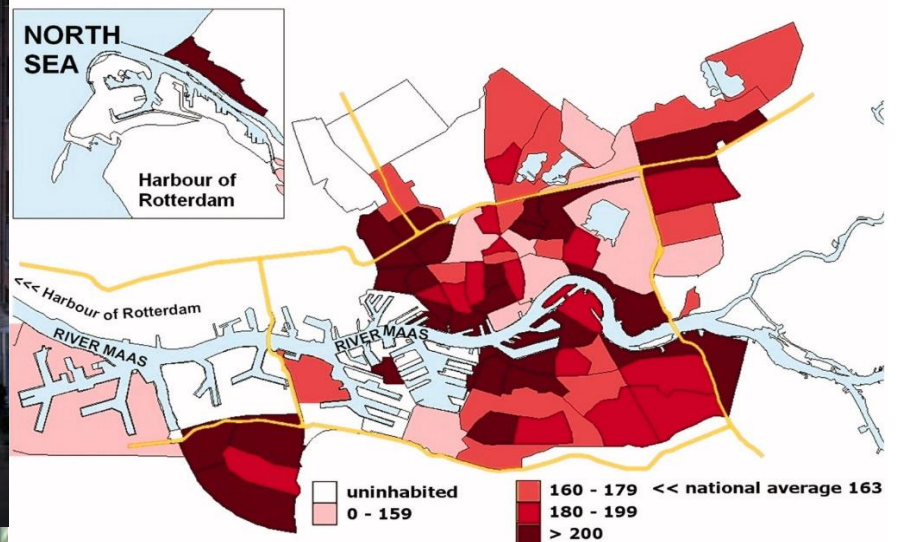 NORTH
SEA
Harbour of
Rotterdam
<<< Harbour of Rotterdam
RIVER MAAS
RIVER MAAS
uninhabited
0 - 159
160 - 179 << national average 163
180 - 199
> 200